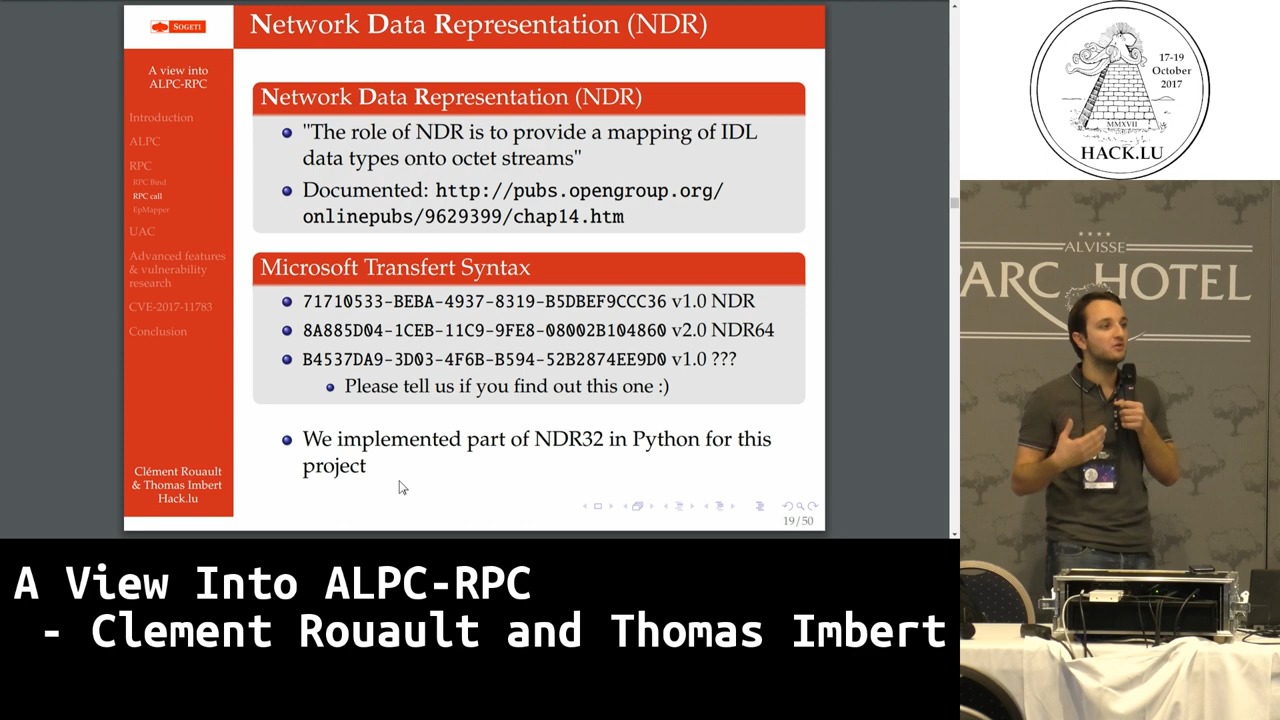 SOGETI
Network Data Representation (NDR)
A view into
ALPC-RPC
Introduction
ALPC
RPC
RPC Bind
RPC call
EpMapper
UAC
Advanced features
& vulnerability
research
CVE-2017-11783
Conclusion
Clément Rouault
& Thomas Imbert
Hack.lu
Network Data Representation (NDR)
"The role of NDR is to provide a mapping of IDL
data types onto octet streams"
Documented: http://pubs.opengroup.org/
onlinepubs/9629399/chap14.htm
Microsoft Transfert Syntax
71710533-BEBA-4937-8319-B5DBEF9CCC36 v1.0 NDR
8A885D04-1CEB-11C9-9FE8-08002B104860 v2.0 NDR64
B4537DA9-3D03-4F6B-B594-52B2874EE9D0 v1.0 ???
Please tell us if you find out this one :)
We implemented part of NDR32 in Python for this
project
19/50
17-19
October
2017
MMXVII
HACK.LU
ALVISSE
PARC HOTEL
A View Into ALPC-RPC
- Clement Rouault and Thomas Imbert